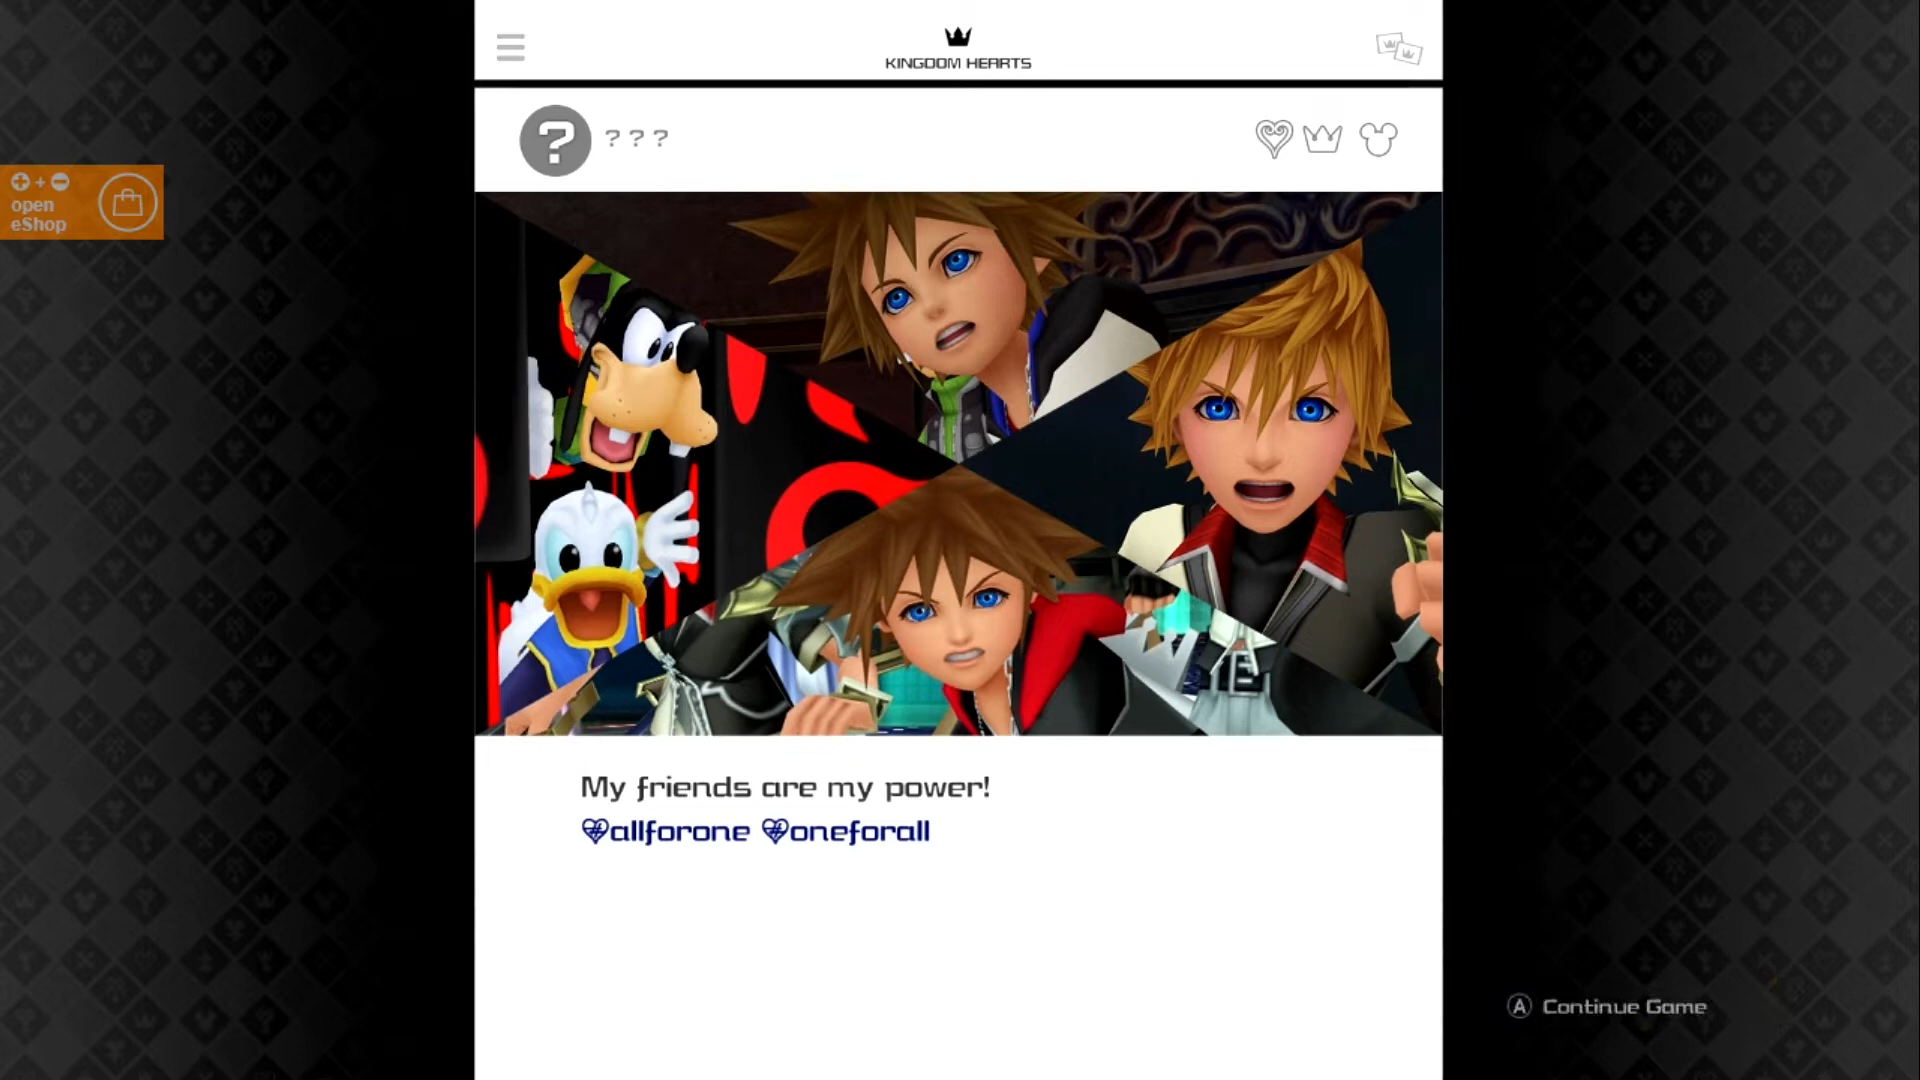 KINGDOM HEARTS
? ? ? ?
+ + −
open
eShop
My friends are my power!
#allforone #oneforall
A Continue Game